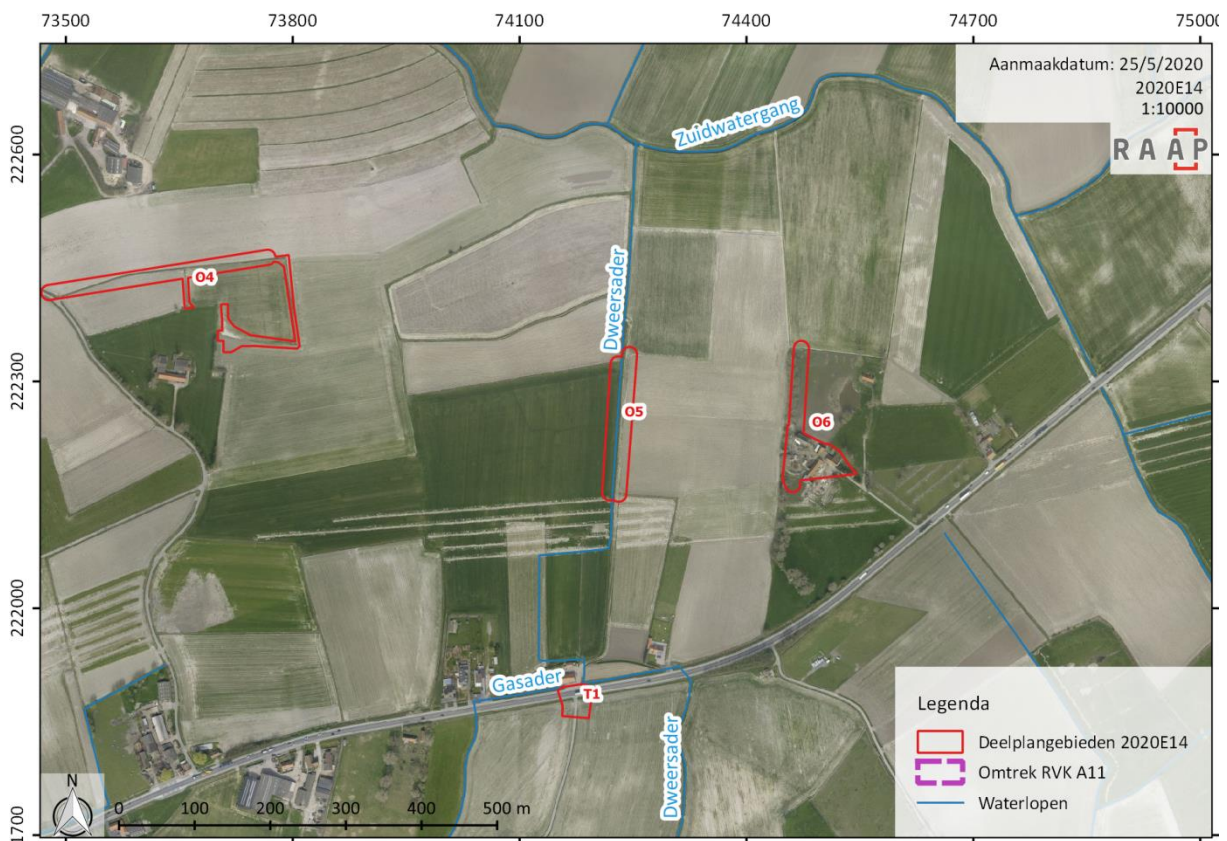 73500 73800 74100 74400 74700 75000
Aanmaakdatum: 25/5/2020
2020E14
1:10000
RAAP
Zuidwatergang
222600
O4
Dweersader
222300
O5
O6
222000
Gasader
T1
Dweersader
Legenda
Deelplangebieden 2020E14
Omtrek RVK A11
Waterlopen
N
0 100 200 300 400 500 m
221700